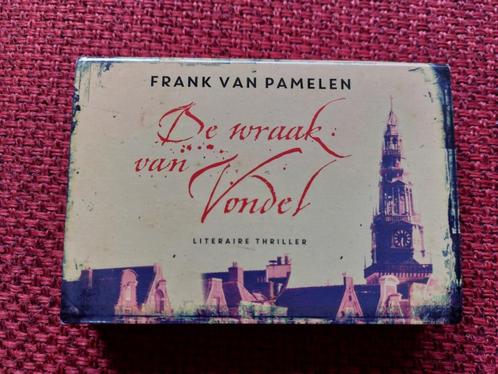 FRANK VAN PAMELEN
De wraak
van
Vondel
LITERAIRE THRILLER